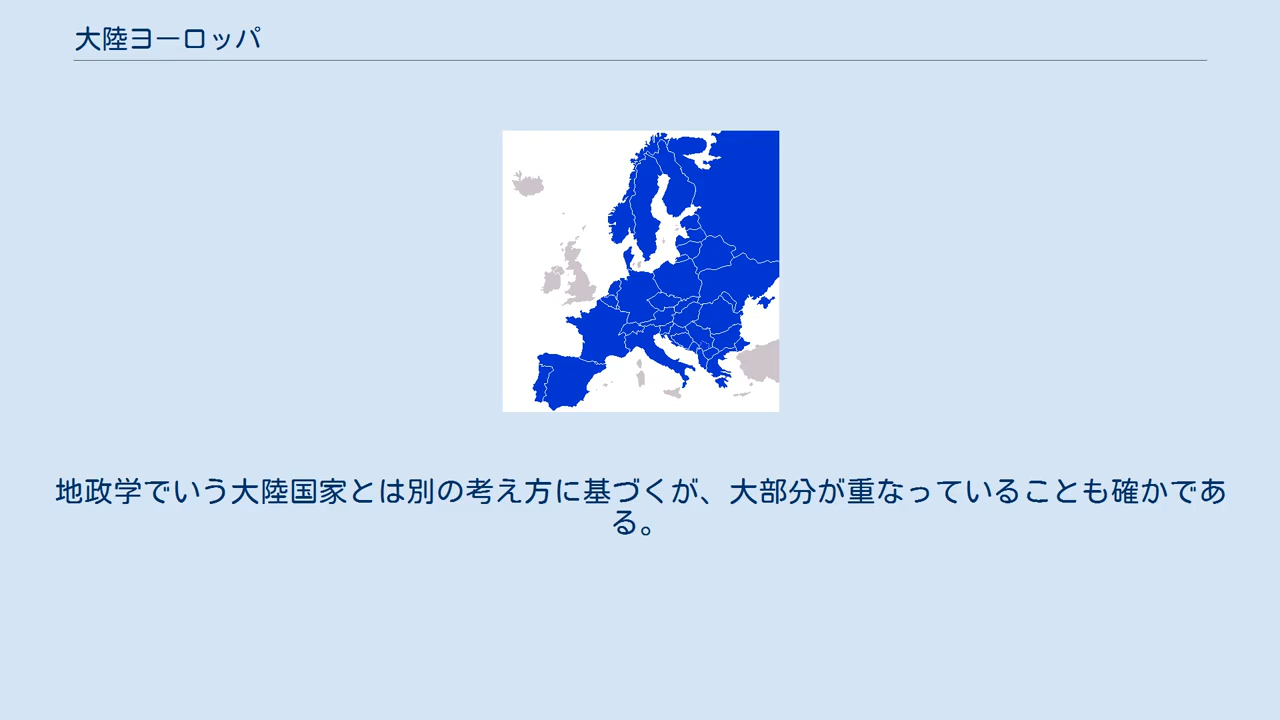 大陸ヨーロッパ
地政学でいう大陸国家とは別の考え方に基づくが、大部分が重なっていることも確かであ
る。